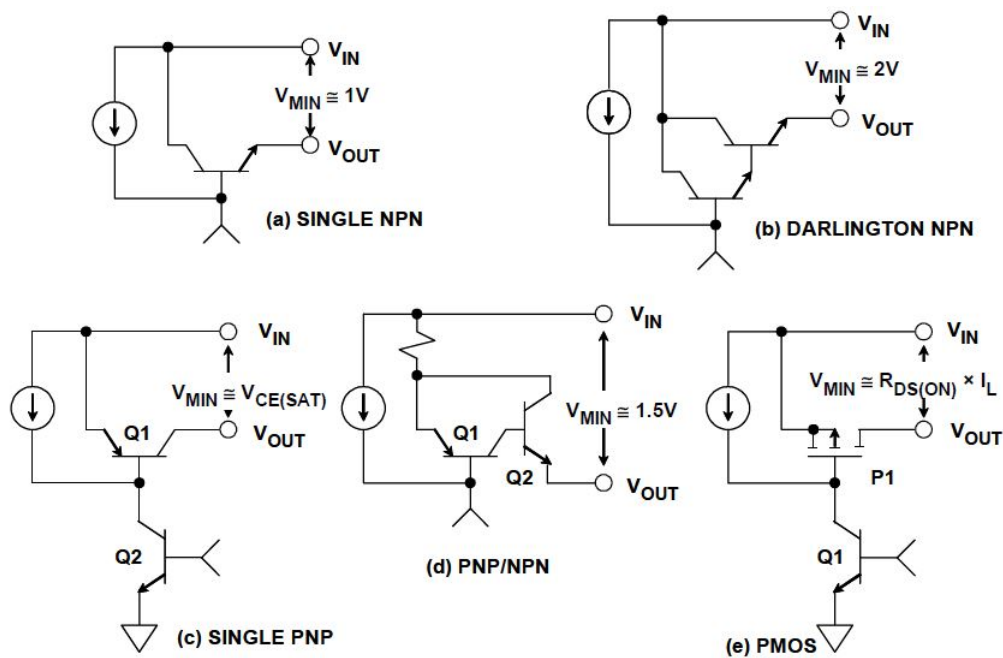 V_IN
V_MIN ≅ 1V
V_OUT
(a) SINGLE NPN
V_IN
V_MIN ≅ 2V
V_OUT
(b) DARLINGTON NPN
V_IN
V_MIN ≅ V_CE(SAT)
Q1
V_OUT
Q2
(c) SINGLE PNP
V_IN
V_MIN ≅ 1.5V
Q1
Q2
V_OUT
(d) PNP/NPN
V_IN
V_MIN ≅ R_DS(ON) × I_L
V_OUT
P1
Q1
(e) PMOS